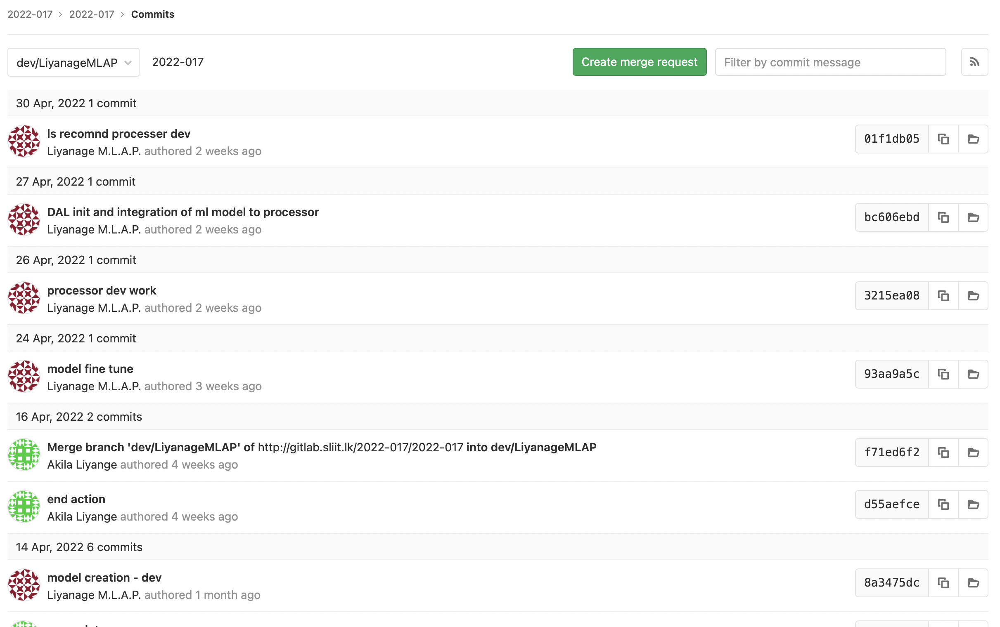 2022-017 > 2022-017 > Commits
dev/LiyanageMLAP 2022-017 Create merge request Filter by commit message
30 Apr, 2022 1 commit
ls recomnd processer dev
Liyanage M.L.A.P. authored 2 weeks ago 01f1db05
27 Apr, 2022 1 commit
DAL init and integration of ml model to processor
Liyanage M.L.A.P. authored 2 weeks ago bc606ebd
26 Apr, 2022 1 commit
processor dev work
Liyanage M.L.A.P. authored 2 weeks ago 3215ea08
24 Apr, 2022 1 commit
model fine tune
Liyanage M.L.A.P. authored 3 weeks ago 93aa9a5c
16 Apr, 2022 2 commits
Merge branch 'dev/LiyanageMLAP' of http://gitlab.sliit.lk/2022-017/2022-017 into dev/LiyanageMLAP
Akila Liyange authored 4 weeks ago f71ed6f2
end action
Akila Liyange authored 4 weeks ago d55aefce
14 Apr, 2022 6 commits
model creation - dev
Liyanage M.L.A.P. authored 1 month ago 8a3475dc